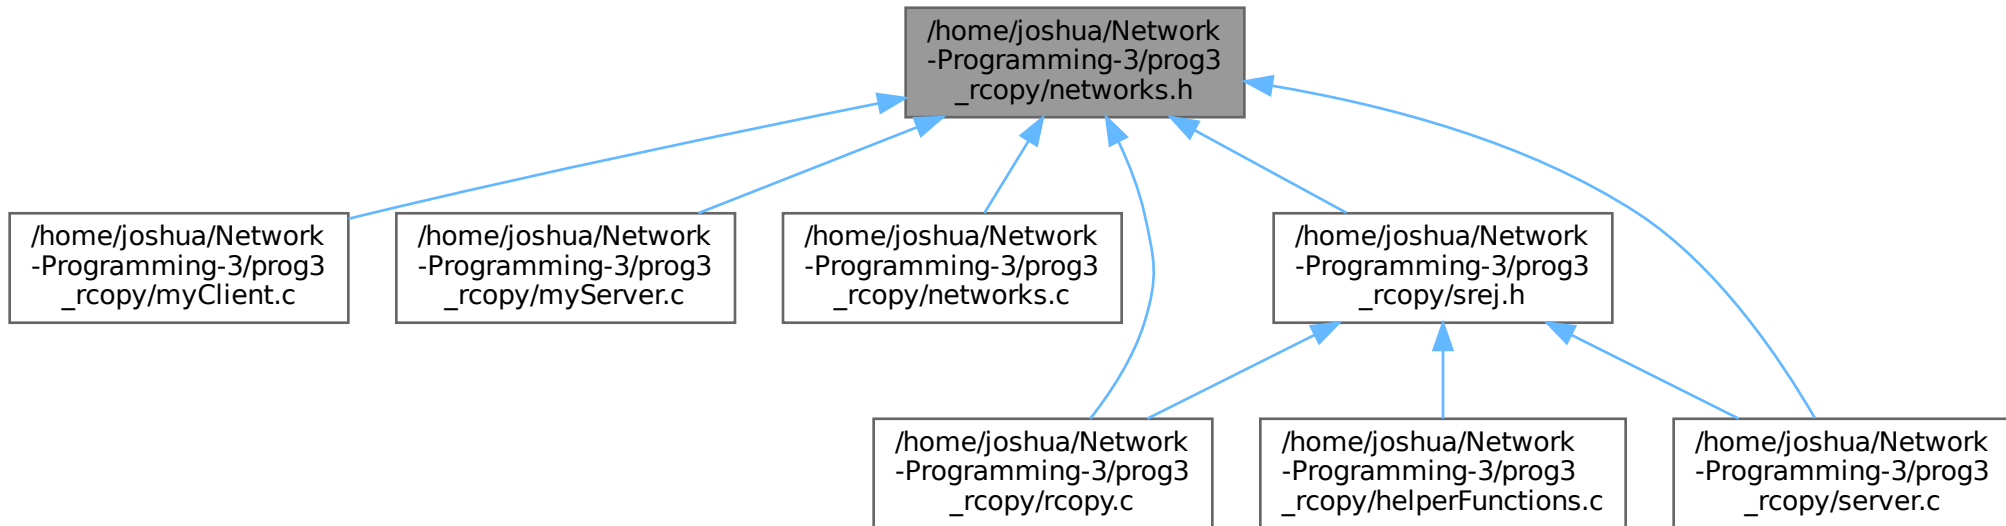 /home/joshua/Network
-Programming-3/prog3
_rcopy/networks.h
/home/joshua/Network
-Programming-3/prog3
_rcopy/myClient.c
/home/joshua/Network
-Programming-3/prog3
_rcopy/myServer.c
/home/joshua/Network
-Programming-3/prog3
_rcopy/networks.c
/home/joshua/Network
-Programming-3/prog3
_rcopy/srej.h
/home/joshua/Network
-Programming-3/prog3
_rcopy/rcopy.c
/home/joshua/Network
-Programming-3/prog3
_rcopy/helperFunctions.c
/home/joshua/Network
-Programming-3/prog3
_rcopy/server.c